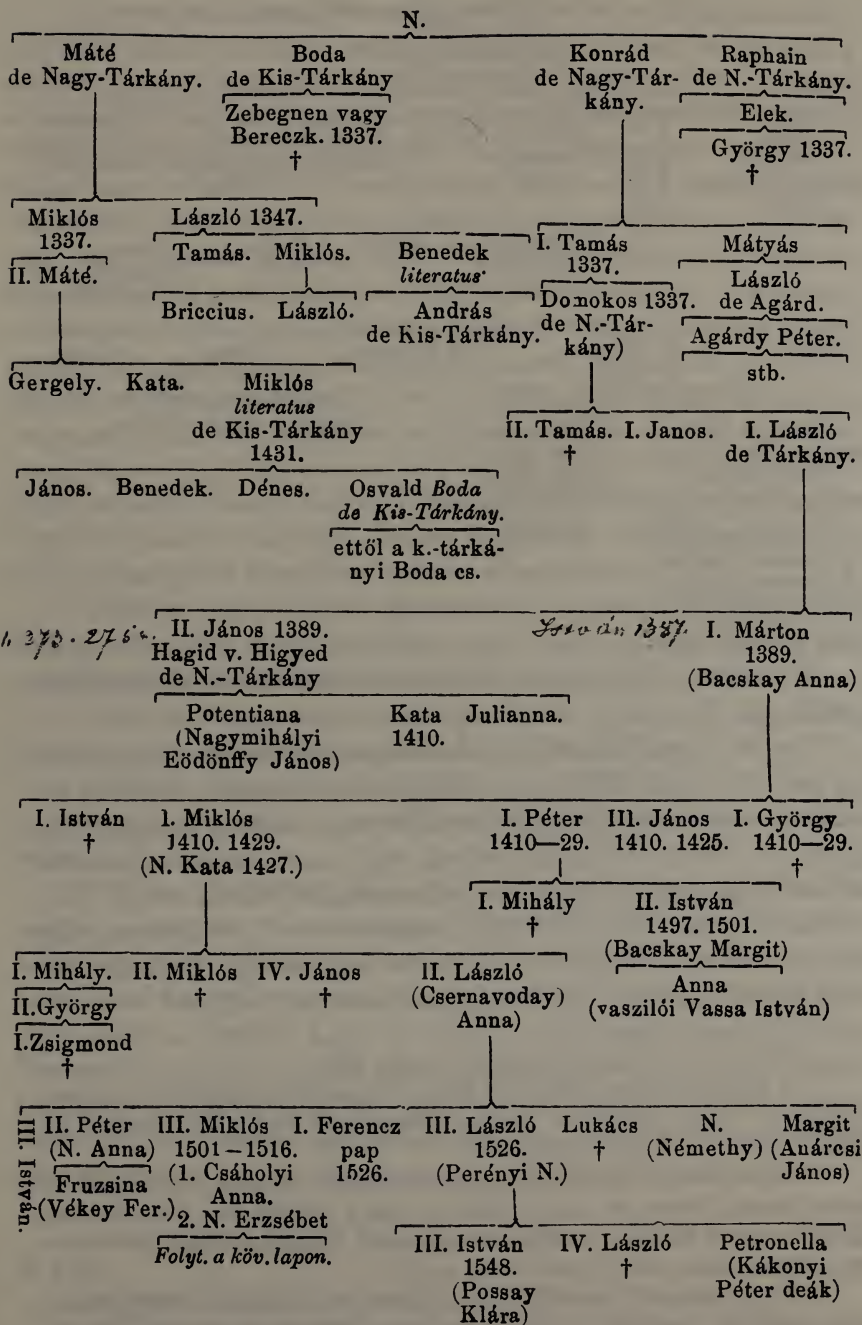 N.
Máté Boda Konrád Raphain
de Nagy-Tárkány. de Kis-Tárkány de Nagy-Tár- de N.-Tárkány.
kány.
Zebegnen vagy Elek.
Bereczk. 1337. György 1337.
† †
Miklós László 1347. I. Tamás Mátyás
1337. Tamás. Miklós. Benedek 1337. László
II. Máté. literatus de Agárd.
Briccius. László. András Domokos 1337. Agárdy Péter.
de Kis-Tárkány. de N.-Tár- stb.
kány)
Gergely. Kata. Miklós
literatus
de Kis-Tárkány II. Tamás. I. Janos. I. László
1431. † de Tárkány.
János. Benedek. Dénes. Osvald Boda
de Kis-Tárkány.
ettől a k.-tárká-
nyi Boda cs.
II. János 1389. István 1387. I. Márton
Hagid v. Higyed 1389.
de N.-Tárkány (Bacskay Anna)
Potentiana Kata Julianna.
(Nagymihályi 1410.
Eödönffy János)
I. István 1. Miklós I. Péter III. János I. György
† 1410. 1429. 1410—29. 1410. 1425. 1410—29.
(N. Kata 1427.) †
I. Mihály II. István
† 1497. 1501.
(Bacskay Margit)
I. Mihály. II. Miklós IV. János II. László Anna
II.György † † (Csernavoday) (vaszilói Vassa István)
I.Zsigmond Anna)
†
III. István.
II. Péter III. Miklós I. Ferencz III. László Lukács N. Margit
(N. Anna) 1501–1516. pap 1526. † (Némethy) (Anárcsi
Fruzsina (1. Csáholyi 1526. (Perényi N.) János)
(Vékey Fer.) Anna.
2. N. Erzsébet
Folyt. a köv. lapon.
III. István IV. László Petronella
1548. † (Kákonyi
(Possay Péter deák)
Klára)